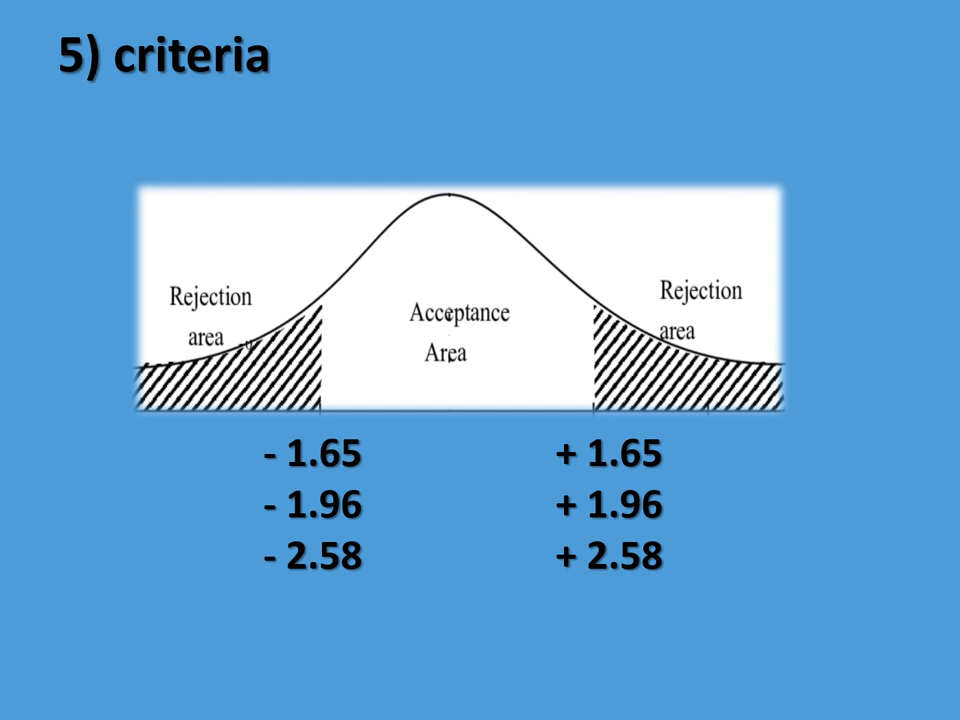 5) criteria
Rejection
area
Acceptance
Area
Rejection
area
- 1.65
+ 1.65
- 1.96
+ 1.96
- 2.58
+ 2.58